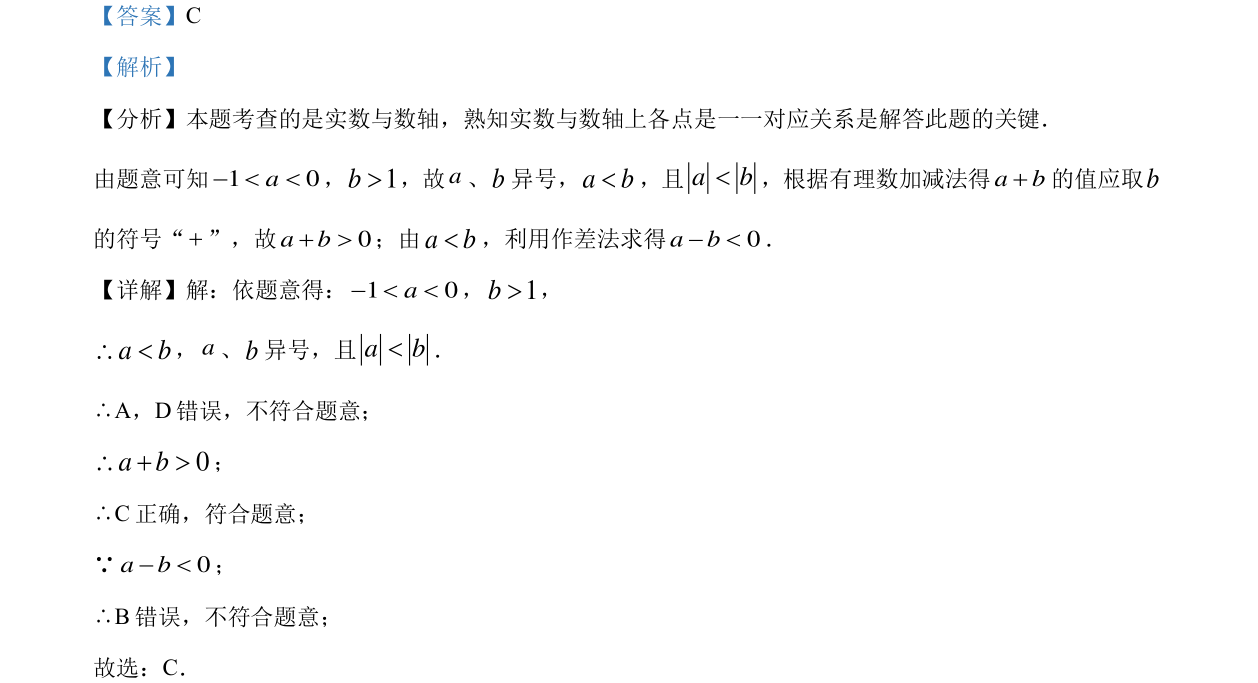 【答案】C
【解析】
【分析】本题考查的是实数与数轴，熟知实数与数轴上各点是一一对应关系是解答此题的关键．
由题意可知 −1 < a < 0，b > 1，故 a 、b 异号，a < b ，且 |a| < |b| ，根据有理数加减法得 a + b 的值应取 b
的符号“ + ”，故 a + b > 0；由 a < b ，利用作差法求得 a − b < 0．
【详解】解：依题意得：−1 < a < 0，b > 1，
∴ a < b ，a 、b 异号，且 |a| < |b| ．
∴A，D 错误，不符合题意；
∴ a + b > 0；
∴C 正确，符合题意；
∵ a − b < 0；
∴B 错误，不符合题意；
故选：C．